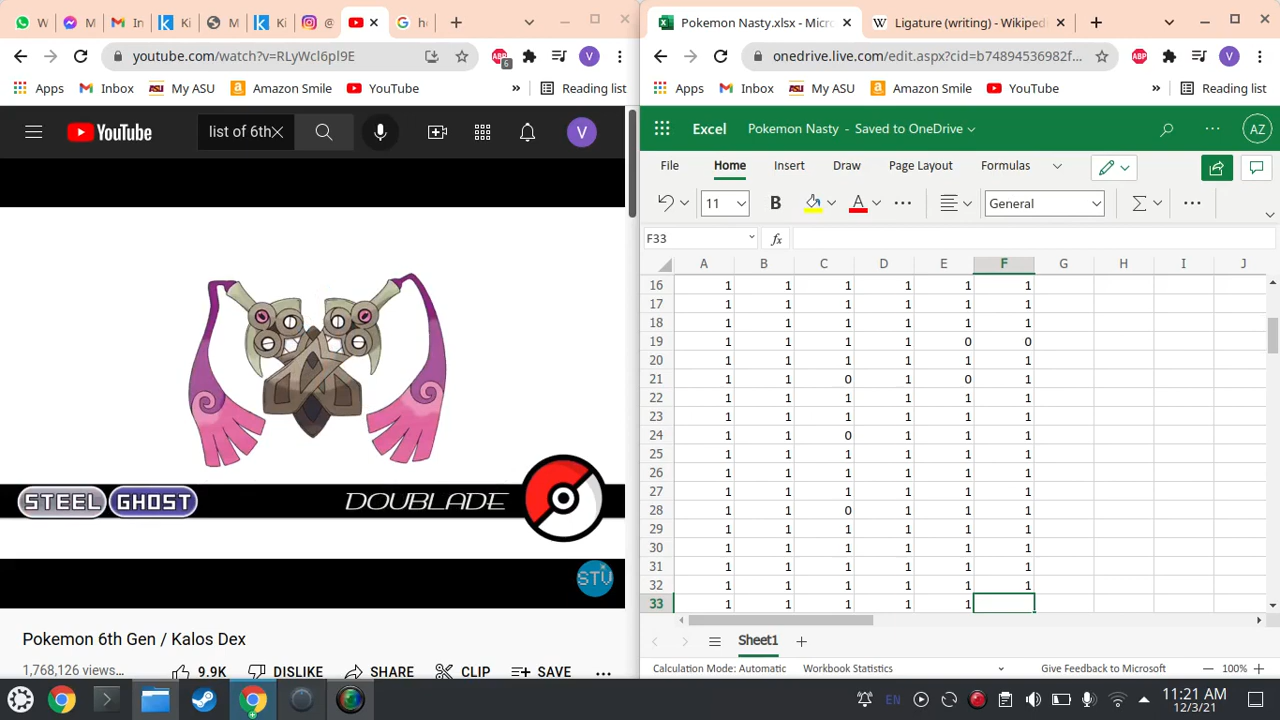 W
M
In
Ki
M
Ki
@
he
youtube.com/watch?v=RLyWcl6pl9E
ABP
6
V
Apps
Inbox
My ASU
Amazon Smile
YouTube
»
Reading list
YouTube
list of 6th
V
STEEL GHOST
DOUBLADE
STV
Pokemon 6th Gen / Kalos Dex
1,768,126 views...
9.9K
DISLIKE
SHARE
CLIP
SAVE
Pokemon Nasty.xlsx - Micro
Ligature (writing) - Wikiped
onedrive.live.com/edit.aspx?cid=b74894536982f...
ABP
V
Apps
Inbox
My ASU
Amazon Smile
YouTube
»
Reading list
Excel
Pokemon Nasty - Saved to OneDrive
AZ
File
Home
Insert
Draw
Page Layout
Formulas
11
B
A
General
Σ
F33
fx
A B C D E F G H I J
16 1 1 1 1 1 1
17 1 1 1 1 1 1
18 1 1 1 1 1 1
19 1 1 1 1 0 0
20 1 1 1 1 1 1
21 1 1 0 1 0 1
22 1 1 1 1 1 1
23 1 1 1 1 1 1
24 1 1 0 1 1 1
25 1 1 1 1 1 1
26 1 1 1 1 1 1
27 1 1 1 1 1 1
28 1 1 0 1 1 1
29 1 1 1 1 1 1
30 1 1 1 1 1 1
31 1 1 1 1 1 1
32 1 1 1 1 1 1
33 1 1 1 1 1
Sheet1
Calculation Mode: Automatic
Workbook Statistics
Give Feedback to Microsoft
100%
EN
11:21 AM
12/3/21